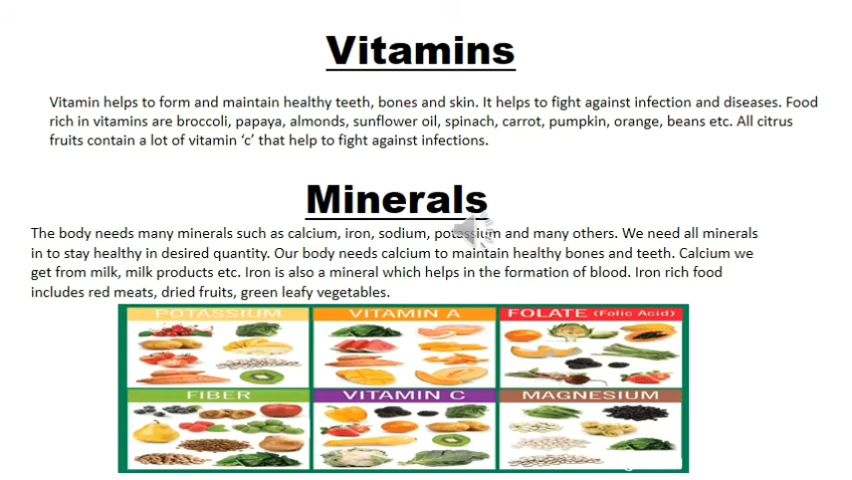 Vitamins
Vitamin helps to form and maintain healthy teeth, bones and skin. It helps to fight against infection and diseases. Food
rich in vitamins are broccoli, papaya, almonds, sunflower oil, spinach, carrot, pumpkin, orange, beans etc. All citrus
fruits contain a lot of vitamin ‘c’ that help to fight against infections.
Minerals
The body needs many minerals such as calcium, iron, sodium, potassium and many others. We need all minerals
in to stay healthy in desired quantity. Our body needs calcium to maintain healthy bones and teeth. Calcium we
get from milk, milk products etc. Iron is also a mineral which helps in the formation of blood. Iron rich food
includes red meats, dried fruits, green leafy vegetables.
POTASSIUM VITAMIN A FOLATE (Folic Acid)
FIBER VITAMIN C MAGNESIUM